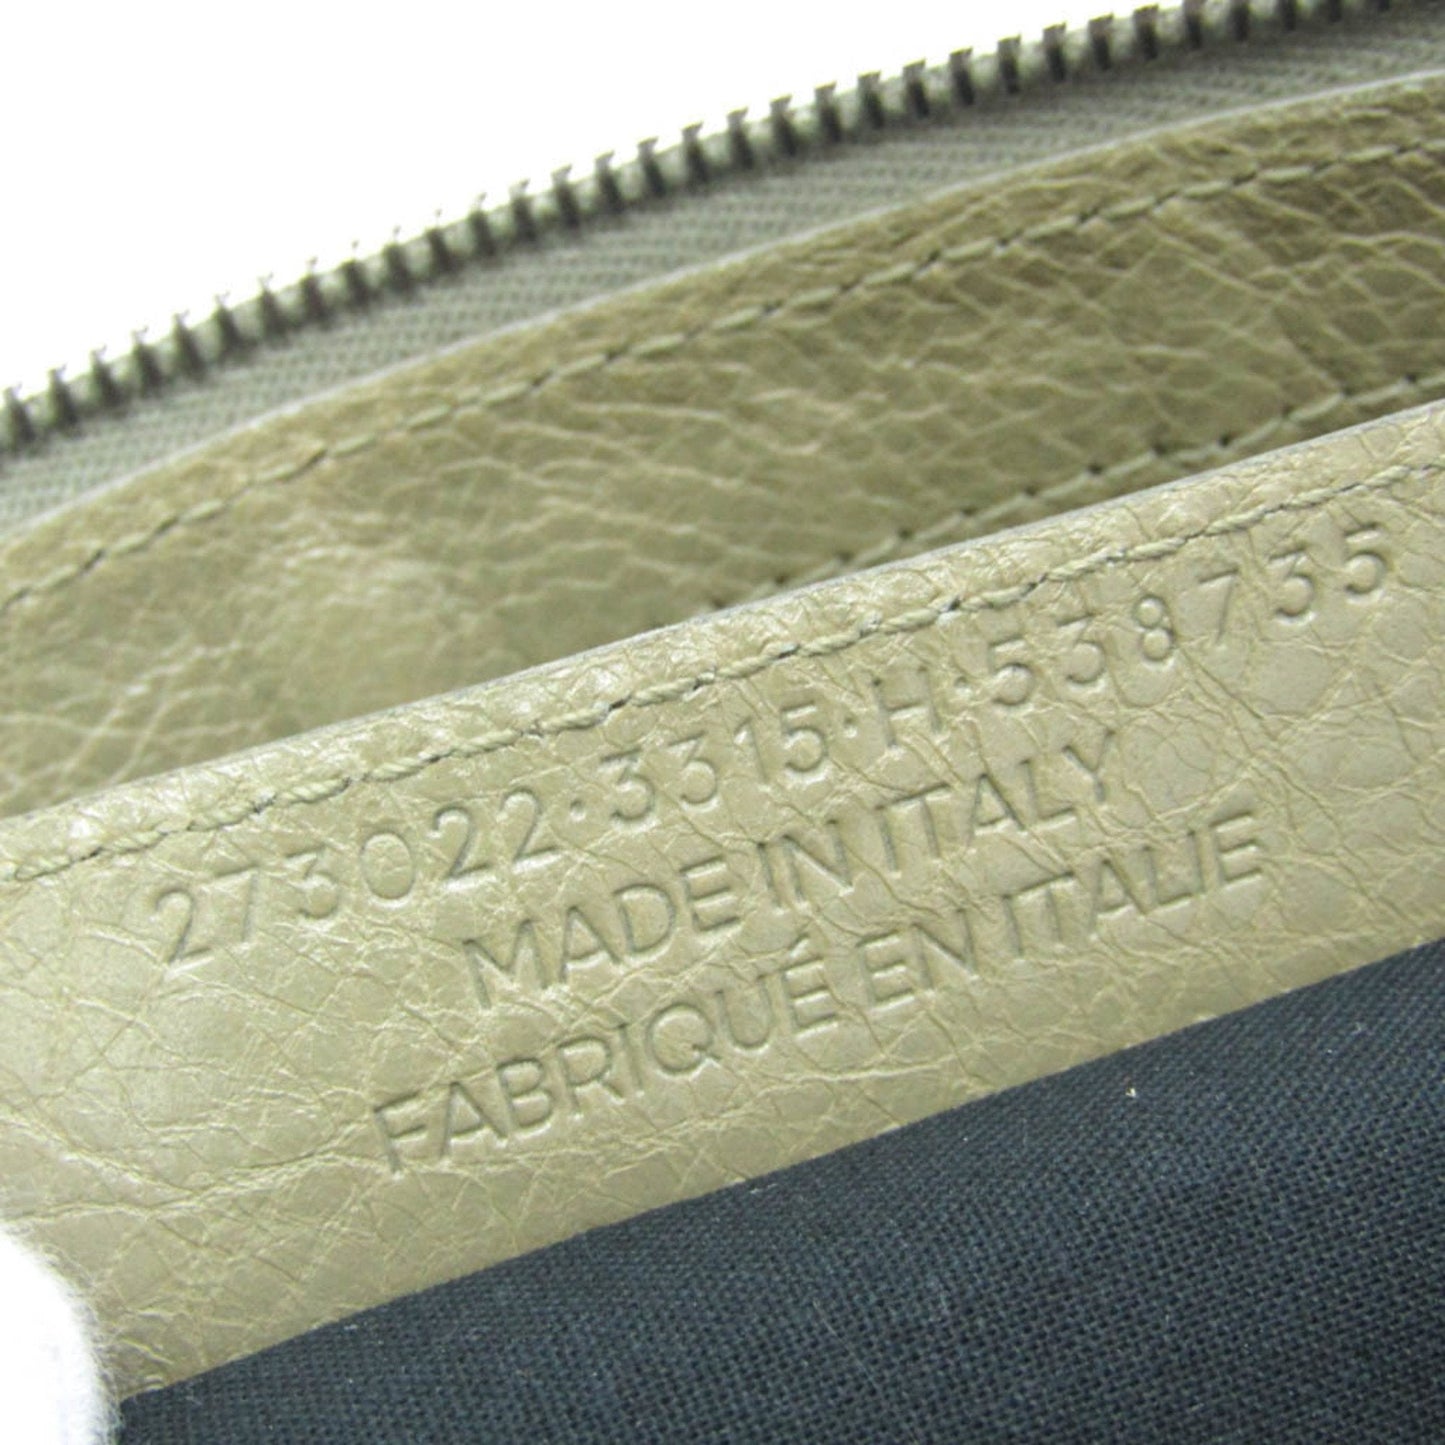 273022·3315·H·538735
MADE IN ITALY
FABRIQUÉ EN ITALIE